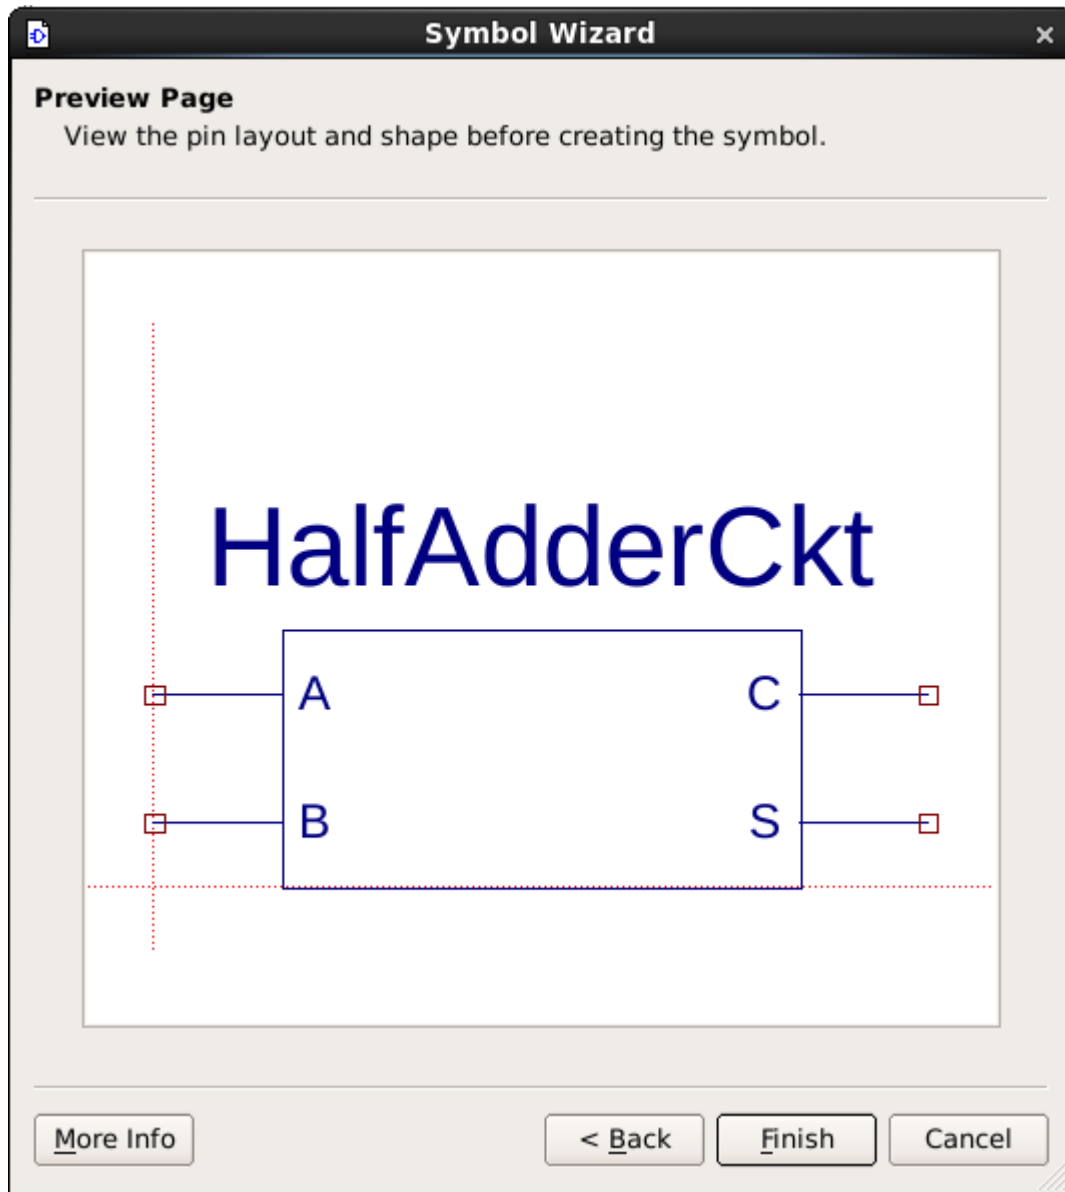 Symbol Wizard
Preview Page
View the pin layout and shape before creating the symbol.
HalfAdderCkt
A C
B S
More Info < Back Finish Cancel